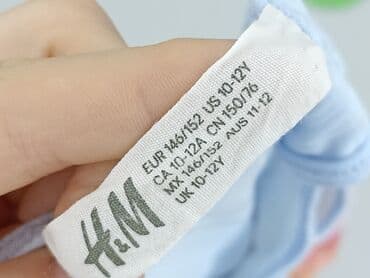 H&M
EUR 146/152 US 10-12Y
CA 10-12A CN 150/76
MX 146/152 AUS 11-12
UK 10-12Y